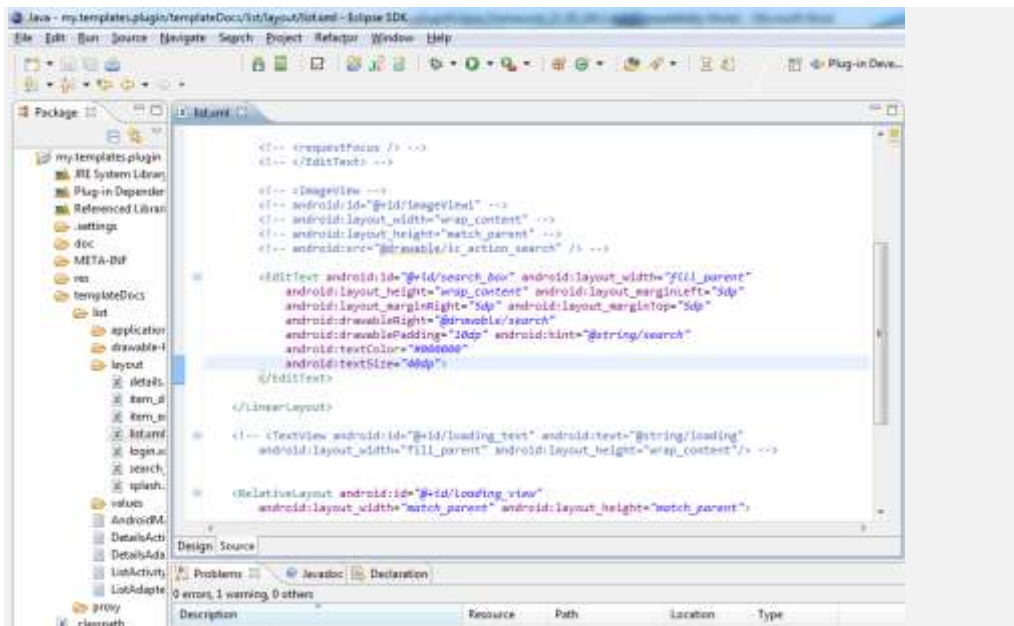 Java - my.templates.plugin/templateDocs/list/layout/list.xml - Eclipse SDK
File Edit Run Source Navigate Search Project Refactor Window Help
Plug-in Deve...
Package
list.xml
my.templates.plugin
JRE System Library
Plug-in Dependen
Referenced Librari
.settings
doc
META-INF
res
templateDocs
list
application
drawable-h
layout
details.
item_d
item_e
list.xml
login.x
search_
splash.
values
AndroidM
DetailsActi
DetailsAda
ListActivity
ListAdapte
proxy
.classpath
<!-- <requestFocus /> -->
<!-- </EditText> -->
<!-- <ImageView -->
<!-- android:id="@+id/imageView1" -->
<!-- android:layout_width="wrap_content" -->
<!-- android:layout_height="match_parent" -->
<!-- android:src="@drawable/ic_action_search" /> -->
<EditText android:id="@+id/search_box" android:layout_width="fill_parent"
android:layout_height="wrap_content" android:layout_marginLeft="5dp"
android:layout_marginRight="5dp" android:layout_marginTop="5dp"
android:drawableRight="@drawable/search"
android:drawablePadding="10dp" android:hint="@string/search"
android:textColor="#000000"
android:textSize="40dp">
</EditText>
</LinearLayout>
<!-- <TextView android:id="@+id/loading_text" android:text="@string/loading"
android:layout_width="fill_parent" android:layout_height="wrap_content"/> -->
<RelativeLayout android:id="@+id/loading_view"
android:layout_width="match_parent" android:layout_height="match_parent">
Design Source
Problems Javadoc Declaration
0 errors, 1 warning, 0 others
Description Resource Path Location Type